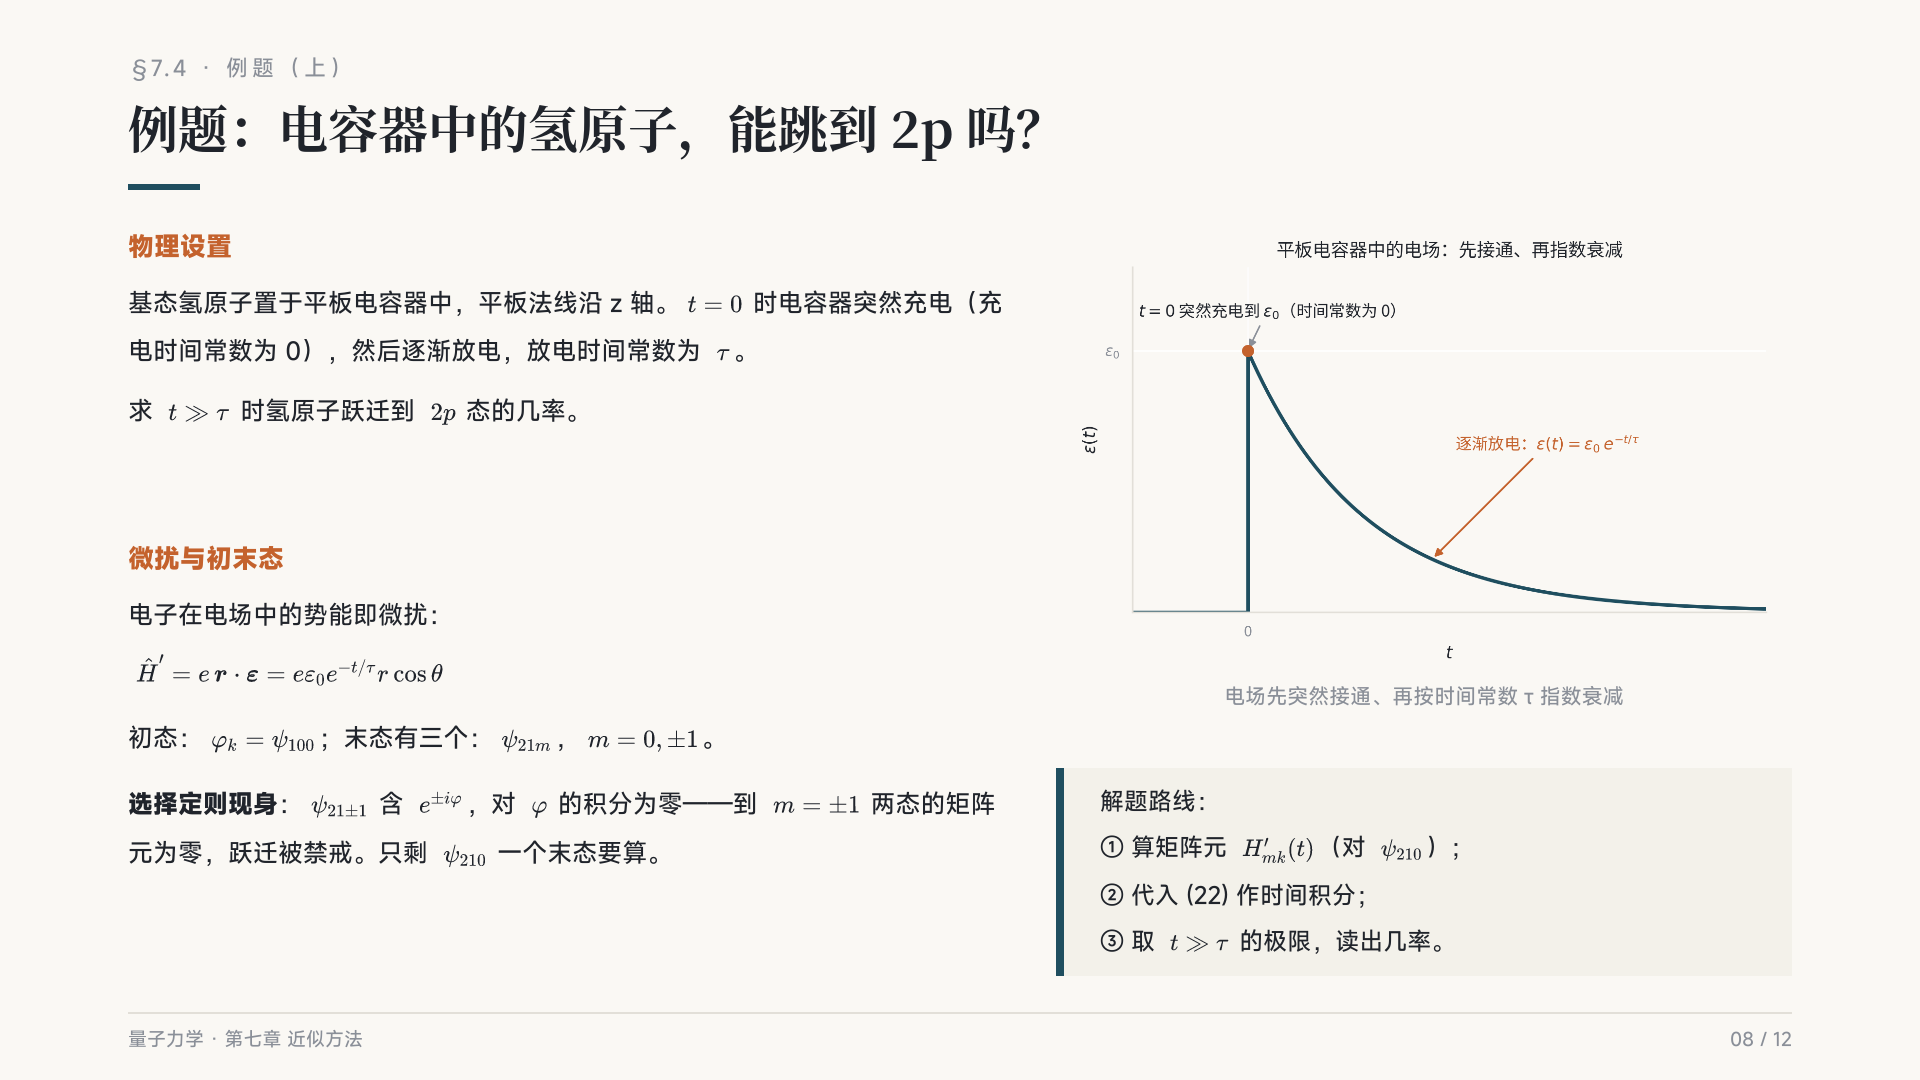 §7.4 · 例题（上）
例题：电容器中的氢原子，能跳到 2p 吗？
物理设置
基态氢原子置于平板电容器中，平板法线沿 z 轴。 t = 0 时电容器突然充电（充
电时间常数为 0），然后逐渐放电，放电时间常数为 τ。
求 t ≫ τ 时氢原子跃迁到 2p 态的几率。
微扰与初末态
电子在电场中的势能即微扰：
Ĥ′ = e r · ε = eε₀e^{−t/τ} r cos θ
初态： φₖ = ψ₁₀₀； 末态有三个： ψ₂₁ₘ， m = 0, ±1。
选择定则现身： ψ₂₁±₁ 含 e^{±iφ}，对 φ 的积分为零——到 m = ±1 两态的矩阵
元为零，跃迁被禁戒。只剩 ψ₂₁₀ 一个末态要算。
平板电容器中的电场：先接通、再指数衰减
t = 0 突然充电到 ε₀（时间常数为 0）
ε₀
ε(t)
逐渐放电：ε(t) = ε₀ e^{−t/τ}
0
t
电场先突然接通、再按时间常数 τ 指数衰减
解题路线：
① 算矩阵元 H′ₘₖ(t)（对 ψ₂₁₀）；
② 代入 (22) 作时间积分；
③ 取 t ≫ τ 的极限，读出几率。
量子力学 · 第七章 近似方法
08 / 12